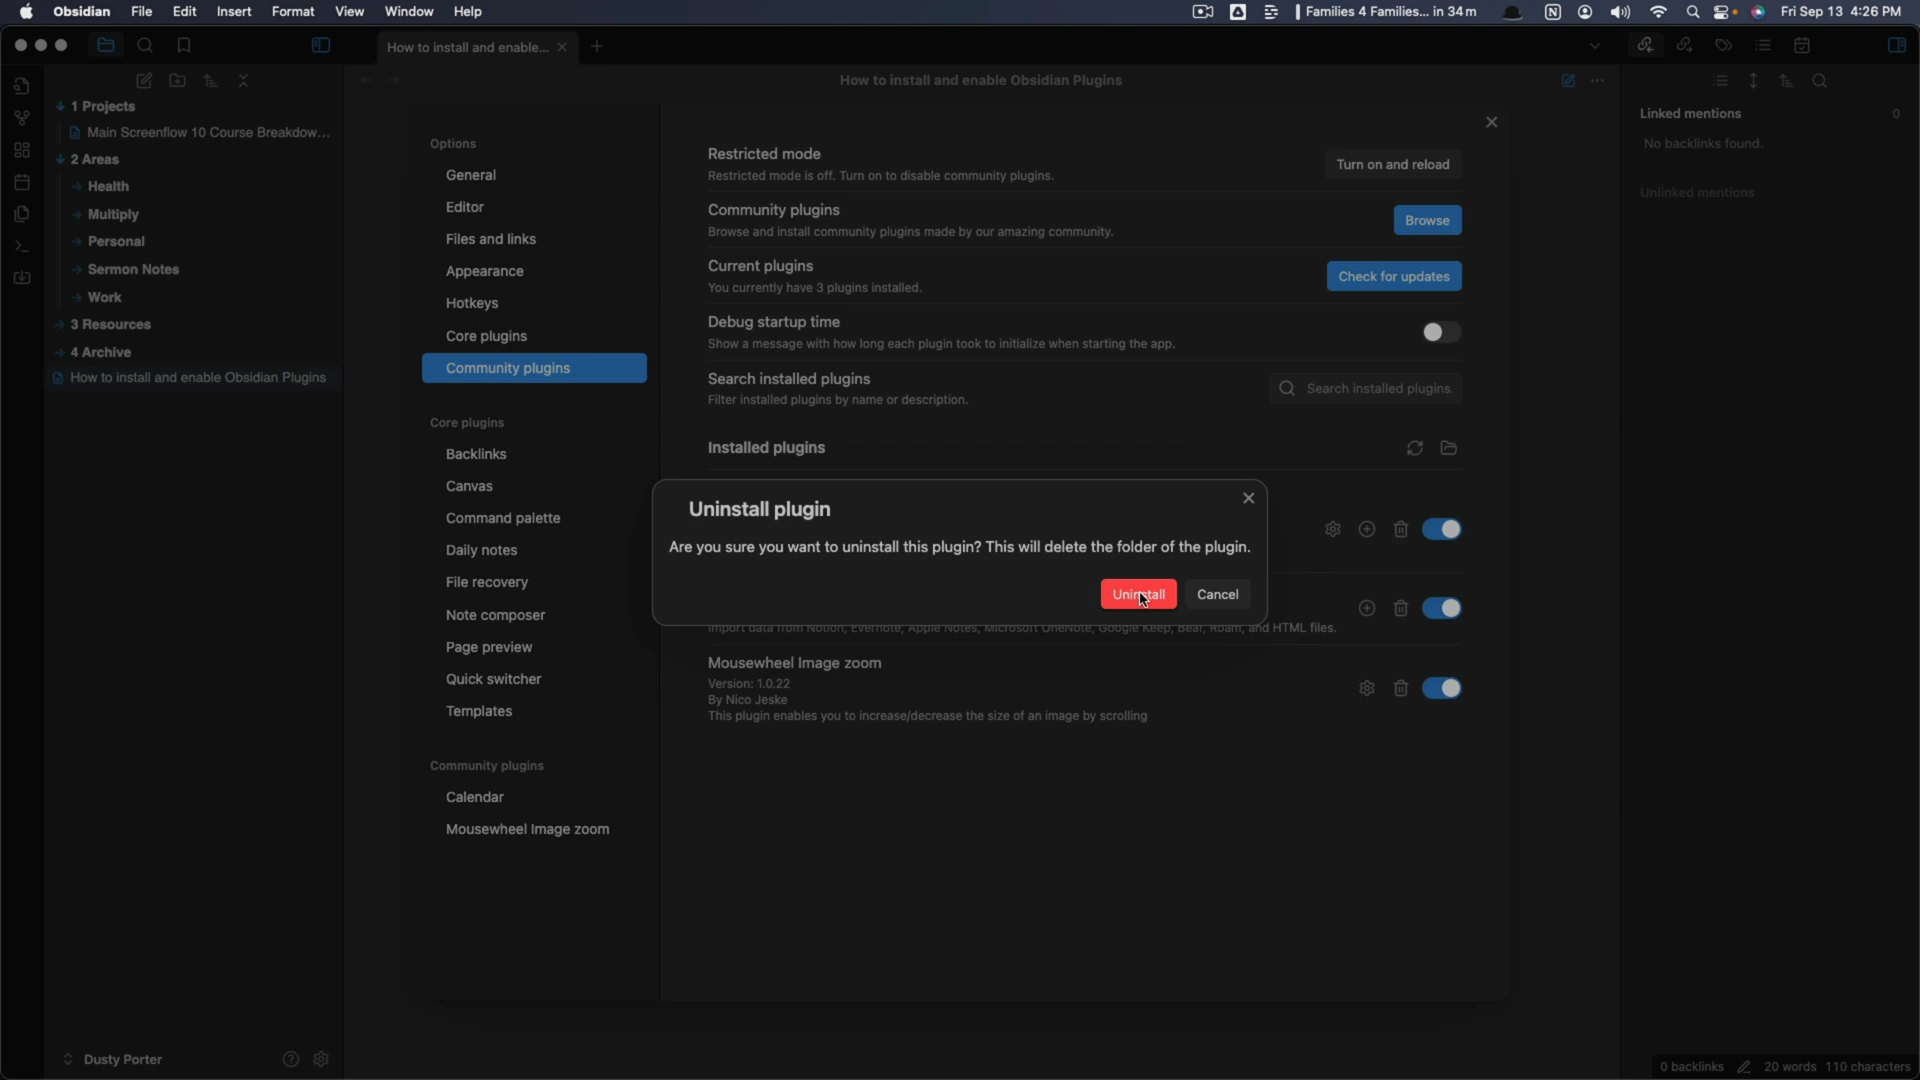 Obsidian File Edit Insert Format View Window Help
Families 4 Families... in 34m
Fri Sep 13 4:26 PM
How to install and enable...
How to install and enable Obsidian Plugins
1 Projects
Main Screenflow 10 Course Breakdow...
2 Areas
Health
Multiply
Personal
Sermon Notes
Work
3 Resources
4 Archive
How to install and enable Obsidian Plugins
Dusty Porter
Options
General
Editor
Files and links
Appearance
Hotkeys
Core plugins
Community plugins
Core plugins
Backlinks
Canvas
Command palette
Daily notes
File recovery
Note composer
Page preview
Quick switcher
Templates
Community plugins
Calendar
Mousewheel Image zoom
Restricted mode
Restricted mode is off. Turn on to disable community plugins.
Turn on and reload
Community plugins
Browse and install community plugins made by our amazing community.
Browse
Current plugins
You currently have 3 plugins installed.
Check for updates
Debug startup time
Show a message with how long each plugin took to initialize when starting the app.
Search installed plugins
Filter installed plugins by name or description.
Search installed plugins.
Installed plugins
Uninstall plugin
Are you sure you want to uninstall this plugin? This will delete the folder of the plugin.
Uninstall
Cancel
Import data from Notion, Evernote, Apple Notes, Microsoft OneNote, Google Keep, Bear, Roam, and HTML files.
Mousewheel Image zoom
Version: 1.0.22
By Nico Jeske
This plugin enables you to increase/decrease the size of an image by scrolling
Linked mentions 0
No backlinks found.
Unlinked mentions
0 backlinks 20 words 110 characters